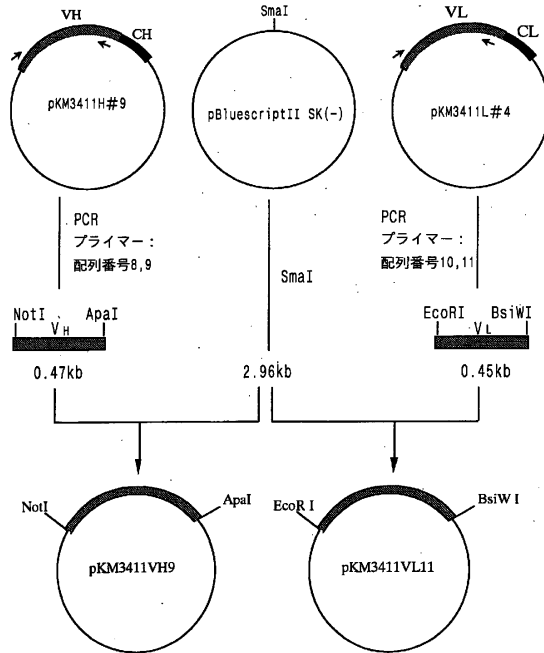 VH
CH
pKM3411H#9
SmaI
pBluescriptII SK(-)
VL
CL
pKM3411L#4
PCR
プライマー：
配列番号8,9
SmaI
PCR
プライマー：
配列番号10,11
NotI
ApaI
VH
0.47kb
2.96kb
EcoRI
BsiWI
VL
0.45kb
NotI
ApaI
pKM3411VH9
EcoR I
BsiW I
pKM3411VL11